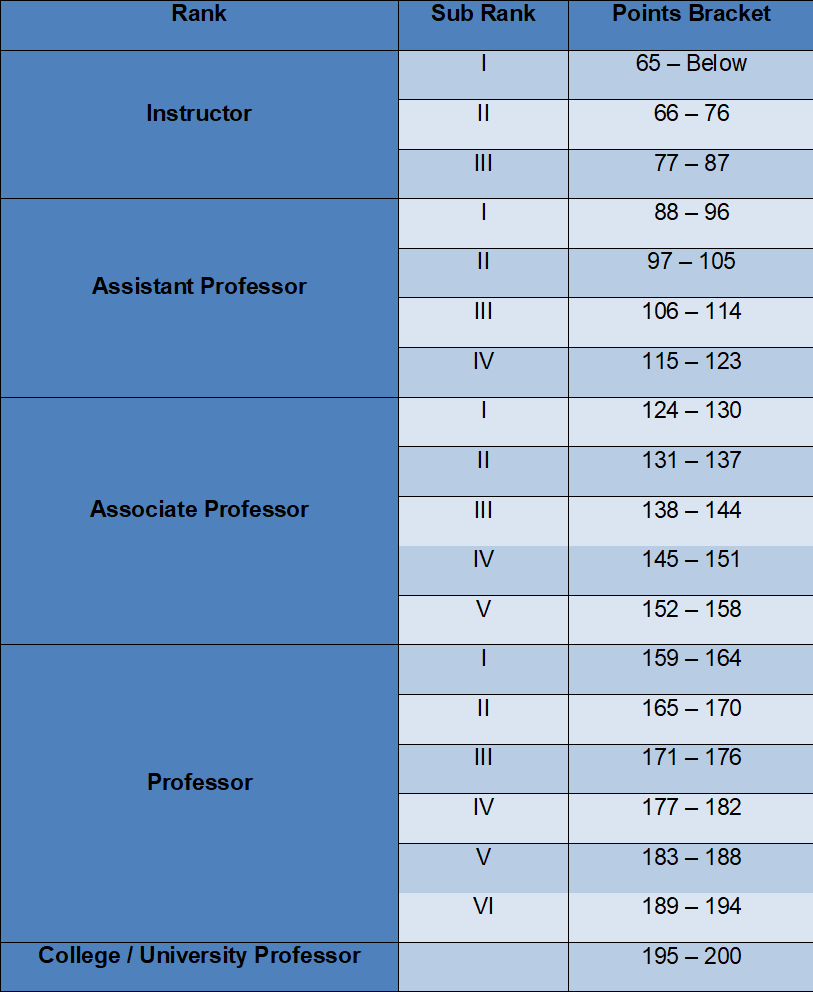 Rank Sub Rank Points Bracket
Instructor
I 65 – Below
II 66 – 76
III 77 – 87
Assistant Professor
I 88 – 96
II 97 – 105
III 106 – 114
IV 115 – 123
Associate Professor
I 124 – 130
II 131 – 137
III 138 – 144
IV 145 – 151
V 152 – 158
Professor
I 159 – 164
II 165 – 170
III 171 – 176
IV 177 – 182
V 183 – 188
VI 189 – 194
College / University Professor 195 – 200